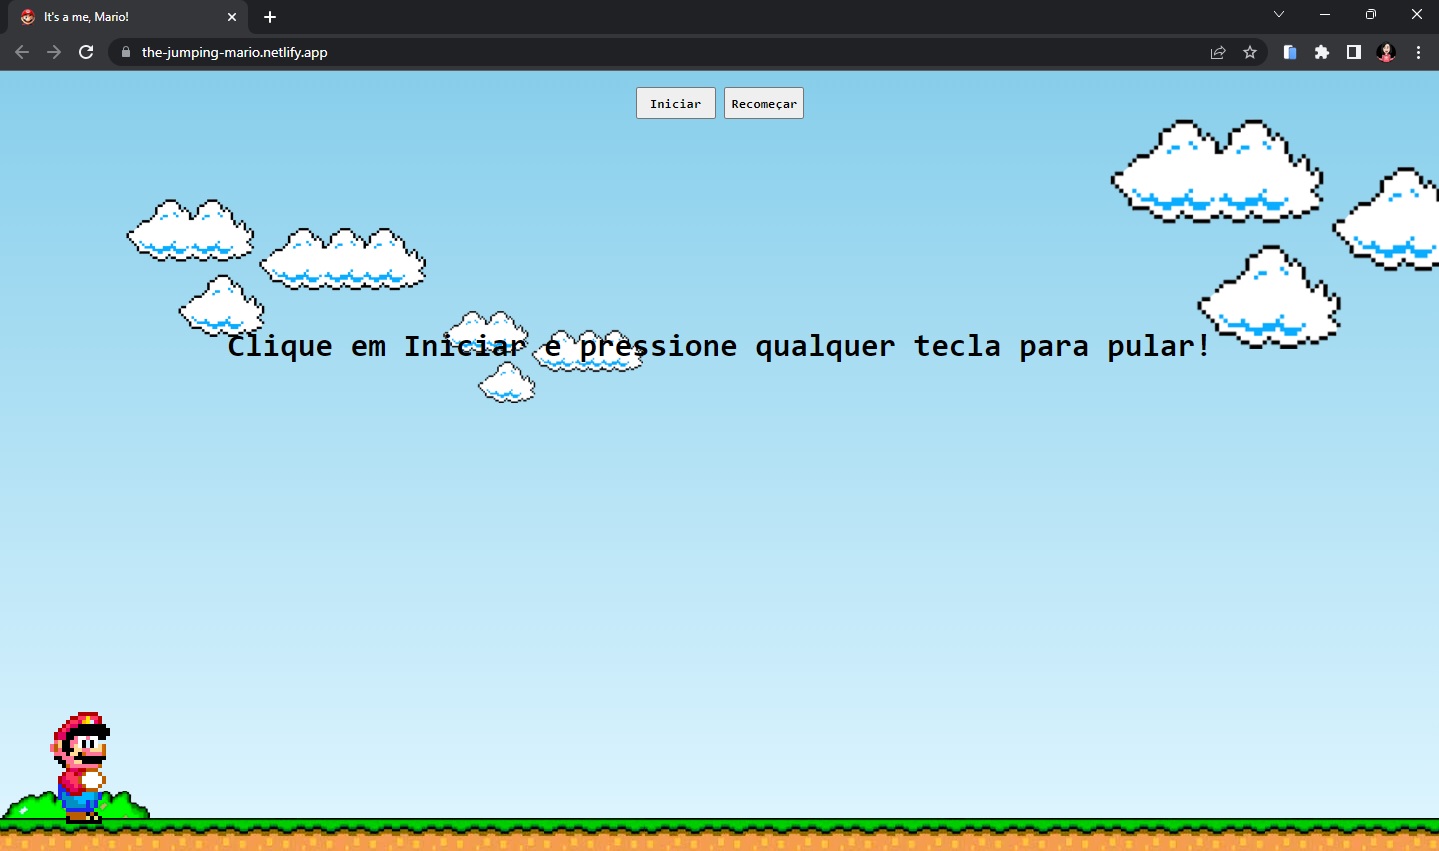 It's a me, Mario!
the-jumping-mario.netlify.app
Iniciar Recomeçar
Clique em Iniciar e pressione qualquer tecla para pular!